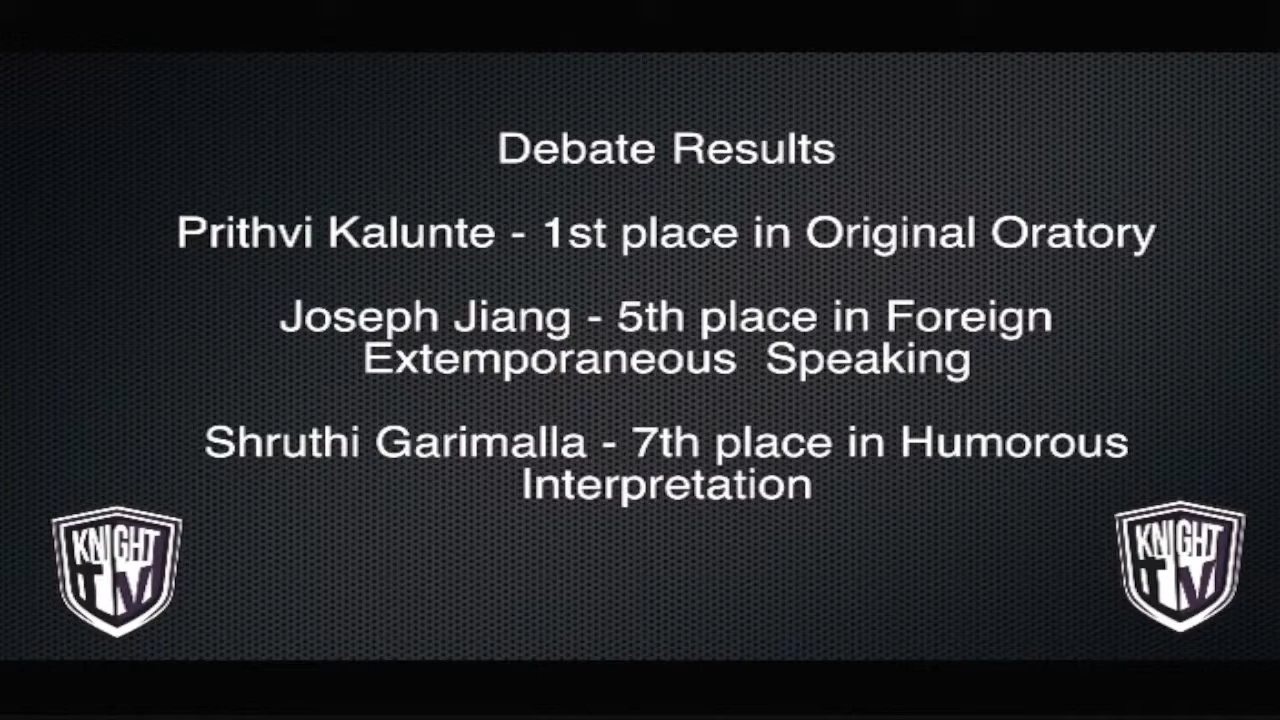 Debate Results
Prithvi Kalunte - 1st place in Original Oratory
Joseph Jiang - 5th place in Foreign
Extemporaneous  Speaking
Shruthi Garimalla - 7th place in Humorous
Interpretation
KNIGHT
TV
KNIGHT
TV